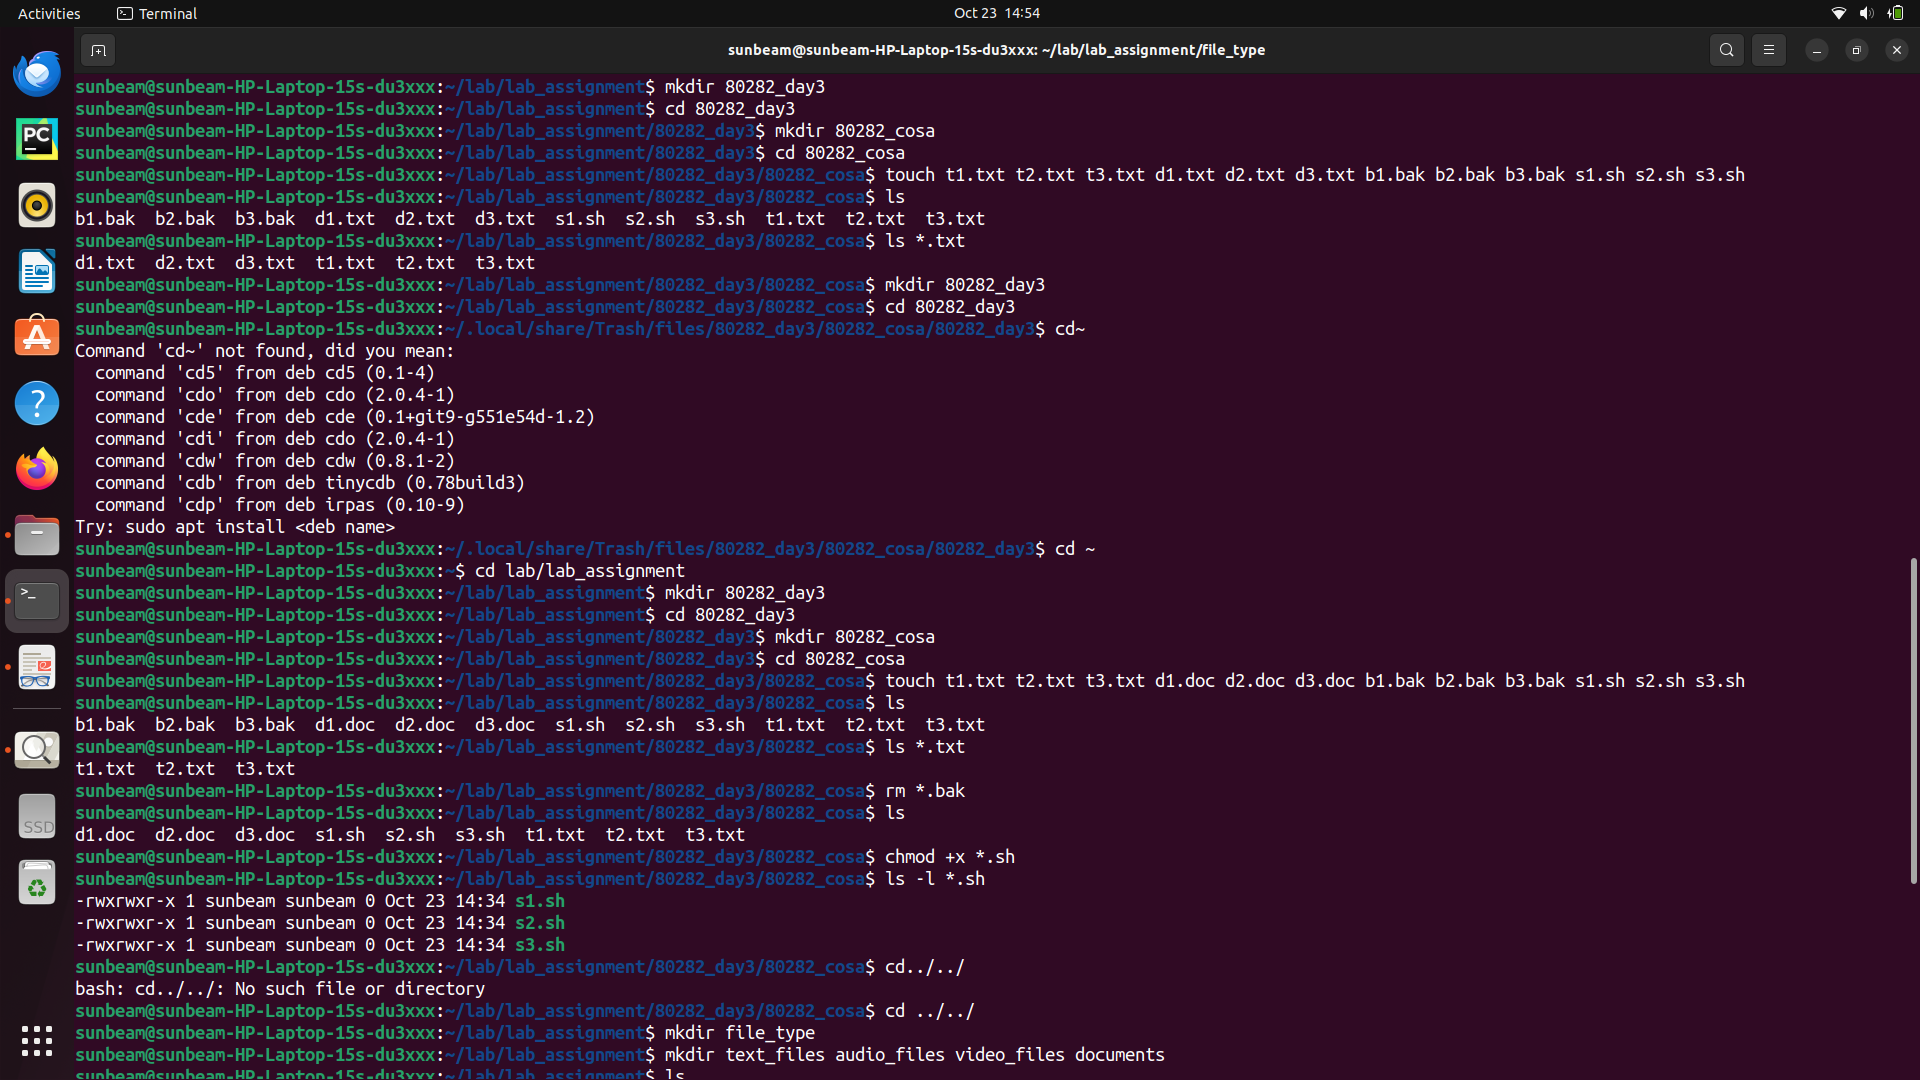 Activities
Terminal
Oct 23 14:54
sunbeam@sunbeam-HP-Laptop-15s-du3xxx: ~/lab/lab_assignment/file_type
sunbeam@sunbeam-HP-Laptop-15s-du3xxx:~/lab/lab_assignment$ mkdir 80282_day3
sunbeam@sunbeam-HP-Laptop-15s-du3xxx:~/lab/lab_assignment$ cd 80282_day3
sunbeam@sunbeam-HP-Laptop-15s-du3xxx:~/lab/lab_assignment/80282_day3$ mkdir 80282_cosa
sunbeam@sunbeam-HP-Laptop-15s-du3xxx:~/lab/lab_assignment/80282_day3$ cd 80282_cosa
sunbeam@sunbeam-HP-Laptop-15s-du3xxx:~/lab/lab_assignment/80282_day3/80282_cosa$ touch t1.txt t2.txt t3.txt d1.txt d2.txt d3.txt b1.bak b2.bak b3.bak s1.sh s2.sh s3.sh
sunbeam@sunbeam-HP-Laptop-15s-du3xxx:~/lab/lab_assignment/80282_day3/80282_cosa$ ls
b1.bak  b2.bak  b3.bak  d1.txt  d2.txt  d3.txt  s1.sh  s2.sh  s3.sh  t1.txt  t2.txt  t3.txt
sunbeam@sunbeam-HP-Laptop-15s-du3xxx:~/lab/lab_assignment/80282_day3/80282_cosa$ ls *.txt
d1.txt  d2.txt  d3.txt  t1.txt  t2.txt  t3.txt
sunbeam@sunbeam-HP-Laptop-15s-du3xxx:~/lab/lab_assignment/80282_day3/80282_cosa$ mkdir 80282_day3
sunbeam@sunbeam-HP-Laptop-15s-du3xxx:~/lab/lab_assignment/80282_day3/80282_cosa$ cd 80282_day3
sunbeam@sunbeam-HP-Laptop-15s-du3xxx:~/.local/share/Trash/files/80282_day3/80282_cosa/80282_day3$ cd~
Command 'cd~' not found, did you mean:
  command 'cd5' from deb cd5 (0.1-4)
  command 'cdo' from deb cdo (2.0.4-1)
  command 'cde' from deb cde (0.1+git9-g551e54d-1.2)
  command 'cdi' from deb cdo (2.0.4-1)
  command 'cdw' from deb cdw (0.8.1-2)
  command 'cdb' from deb tinycdb (0.78build3)
  command 'cdp' from deb irpas (0.10-9)
Try: sudo apt install <deb name>
sunbeam@sunbeam-HP-Laptop-15s-du3xxx:~/.local/share/Trash/files/80282_day3/80282_cosa/80282_day3$ cd ~
sunbeam@sunbeam-HP-Laptop-15s-du3xxx:~$ cd lab/lab_assignment
sunbeam@sunbeam-HP-Laptop-15s-du3xxx:~/lab/lab_assignment$ mkdir 80282_day3
sunbeam@sunbeam-HP-Laptop-15s-du3xxx:~/lab/lab_assignment$ cd 80282_day3
sunbeam@sunbeam-HP-Laptop-15s-du3xxx:~/lab/lab_assignment/80282_day3$ mkdir 80282_cosa
sunbeam@sunbeam-HP-Laptop-15s-du3xxx:~/lab/lab_assignment/80282_day3$ cd 80282_cosa
sunbeam@sunbeam-HP-Laptop-15s-du3xxx:~/lab/lab_assignment/80282_day3/80282_cosa$ touch t1.txt t2.txt t3.txt d1.doc d2.doc d3.doc b1.bak b2.bak b3.bak s1.sh s2.sh s3.sh
sunbeam@sunbeam-HP-Laptop-15s-du3xxx:~/lab/lab_assignment/80282_day3/80282_cosa$ ls
b1.bak  b2.bak  b3.bak  d1.doc  d2.doc  d3.doc  s1.sh  s2.sh  s3.sh  t1.txt  t2.txt  t3.txt
sunbeam@sunbeam-HP-Laptop-15s-du3xxx:~/lab/lab_assignment/80282_day3/80282_cosa$ ls *.txt
t1.txt  t2.txt  t3.txt
sunbeam@sunbeam-HP-Laptop-15s-du3xxx:~/lab/lab_assignment/80282_day3/80282_cosa$ rm *.bak
sunbeam@sunbeam-HP-Laptop-15s-du3xxx:~/lab/lab_assignment/80282_day3/80282_cosa$ ls
d1.doc  d2.doc  d3.doc  s1.sh  s2.sh  s3.sh  t1.txt  t2.txt  t3.txt
sunbeam@sunbeam-HP-Laptop-15s-du3xxx:~/lab/lab_assignment/80282_day3/80282_cosa$ chmod +x *.sh
sunbeam@sunbeam-HP-Laptop-15s-du3xxx:~/lab/lab_assignment/80282_day3/80282_cosa$ ls -l *.sh
-rwxrwxr-x 1 sunbeam sunbeam 0 Oct 23 14:34 s1.sh
-rwxrwxr-x 1 sunbeam sunbeam 0 Oct 23 14:34 s2.sh
-rwxrwxr-x 1 sunbeam sunbeam 0 Oct 23 14:34 s3.sh
sunbeam@sunbeam-HP-Laptop-15s-du3xxx:~/lab/lab_assignment/80282_day3/80282_cosa$ cd../../
bash: cd../../: No such file or directory
sunbeam@sunbeam-HP-Laptop-15s-du3xxx:~/lab/lab_assignment/80282_day3/80282_cosa$ cd ../../
sunbeam@sunbeam-HP-Laptop-15s-du3xxx:~/lab/lab_assignment$ mkdir file_type
sunbeam@sunbeam-HP-Laptop-15s-du3xxx:~/lab/lab_assignment$ mkdir text_files audio_files video_files documents
sunbeam@sunbeam-HP-Laptop-15s-du3xxx:~/lab/lab_assignment$ ls
PC
SSD